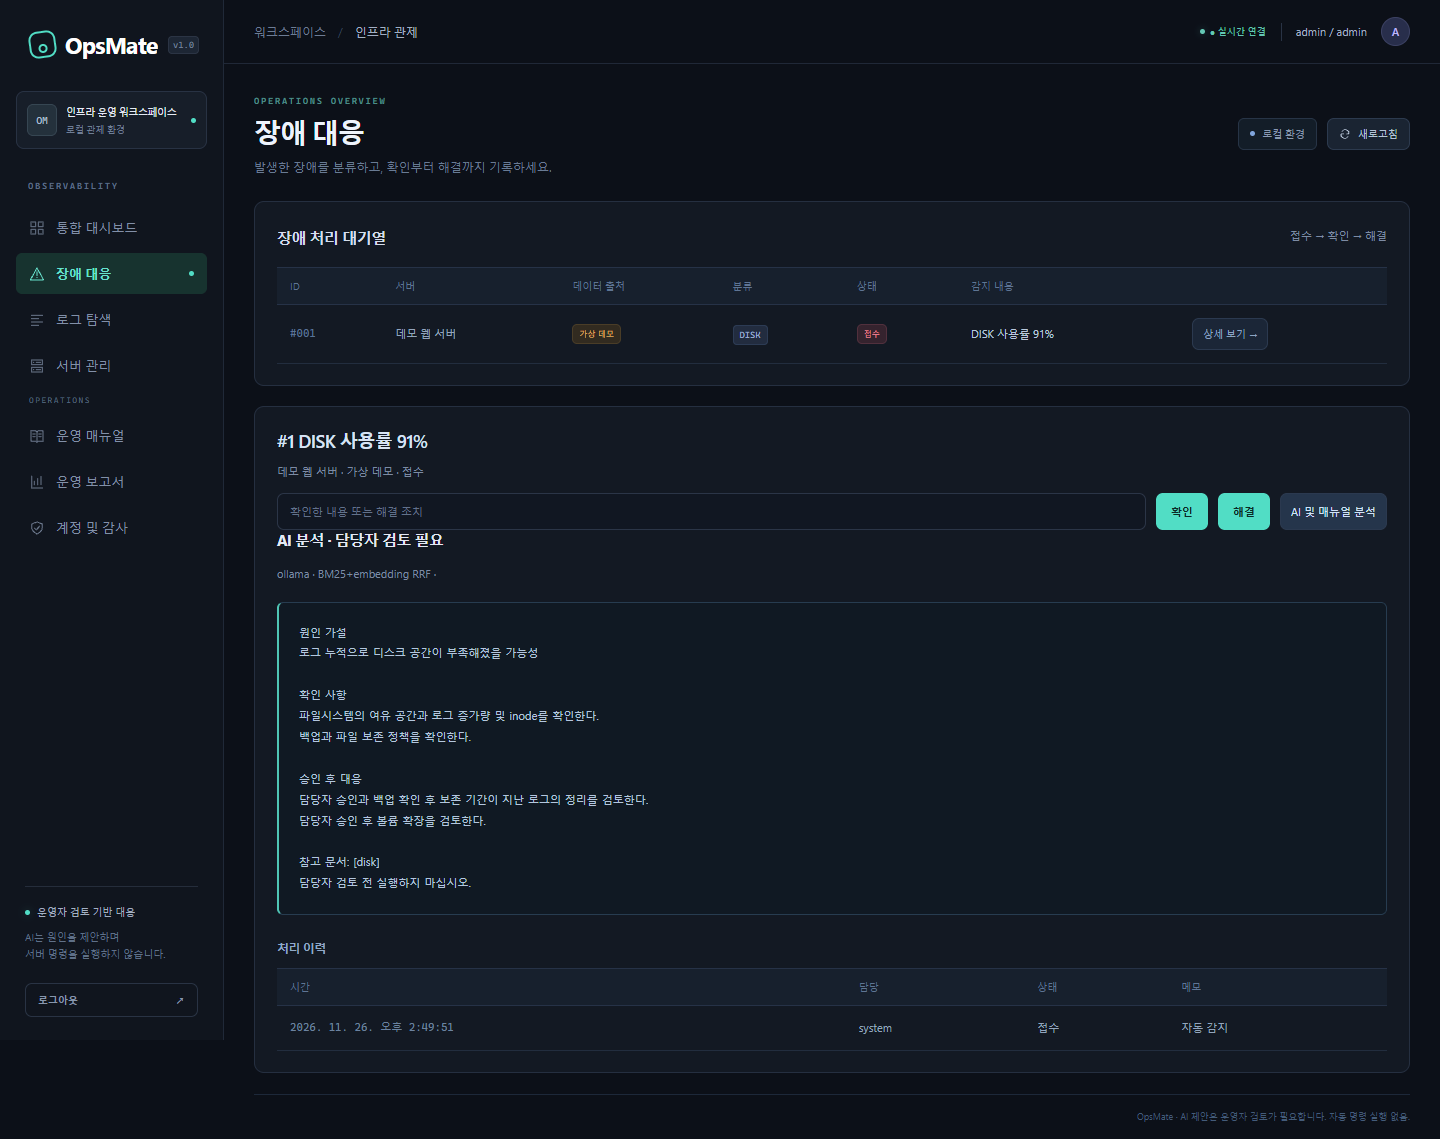 OpsMate v1.0
OM
인프라 운영 워크스페이스
로컬 관제 환경
OBSERVABILITY
통합 대시보드
장애 대응
로그 탐색
서버 관리
OPERATIONS
운영 매뉴얼
운영 보고서
계정 및 감사
운영자 검토 기반 대응
AI는 원인을 제안하며
서버 명령을 실행하지 않습니다.
로그아웃 ↗
워크스페이스 / 인프라 관제
● 실시간 연결
admin / admin
A
OPERATIONS OVERVIEW
장애 대응
발생한 장애를 분류하고, 확인부터 해결까지 기록하세요.
로컬 환경
새로고침
장애 처리 대기열
접수 → 확인 → 해결
ID 서버 데이터 출처 분류 상태 감지 내용
#001 데모 웹 서버 가상 데모 DISK 접수 DISK 사용률 91% 상세 보기 →
#1 DISK 사용률 91%
데모 웹 서버 · 가상 데모 · 접수
확인한 내용 또는 해결 조치
확인
해결
AI 및 매뉴얼 분석
AI 분석 · 담당자 검토 필요
ollama · BM25+embedding RRF ·
원인 가설
로그 누적으로 디스크 공간이 부족해졌을 가능성
확인 사항
파일시스템의 여유 공간과 로그 증가량 및 inode를 확인한다.
백업과 파일 보존 정책을 확인한다.
승인 후 대응
담당자 승인과 백업 확인 후 보존 기간이 지난 로그의 정리를 검토한다.
담당자 승인 후 볼륨 확장을 검토한다.
참고 문서: [disk]
담당자 검토 전 실행하지 마십시오.
처리 이력
시간 담당 상태 메모
2026. 11. 26. 오후 2:49:51 system 접수 자동 감지
OpsMate · AI 제안은 운영자 검토가 필요합니다. 자동 명령 실행 없음.